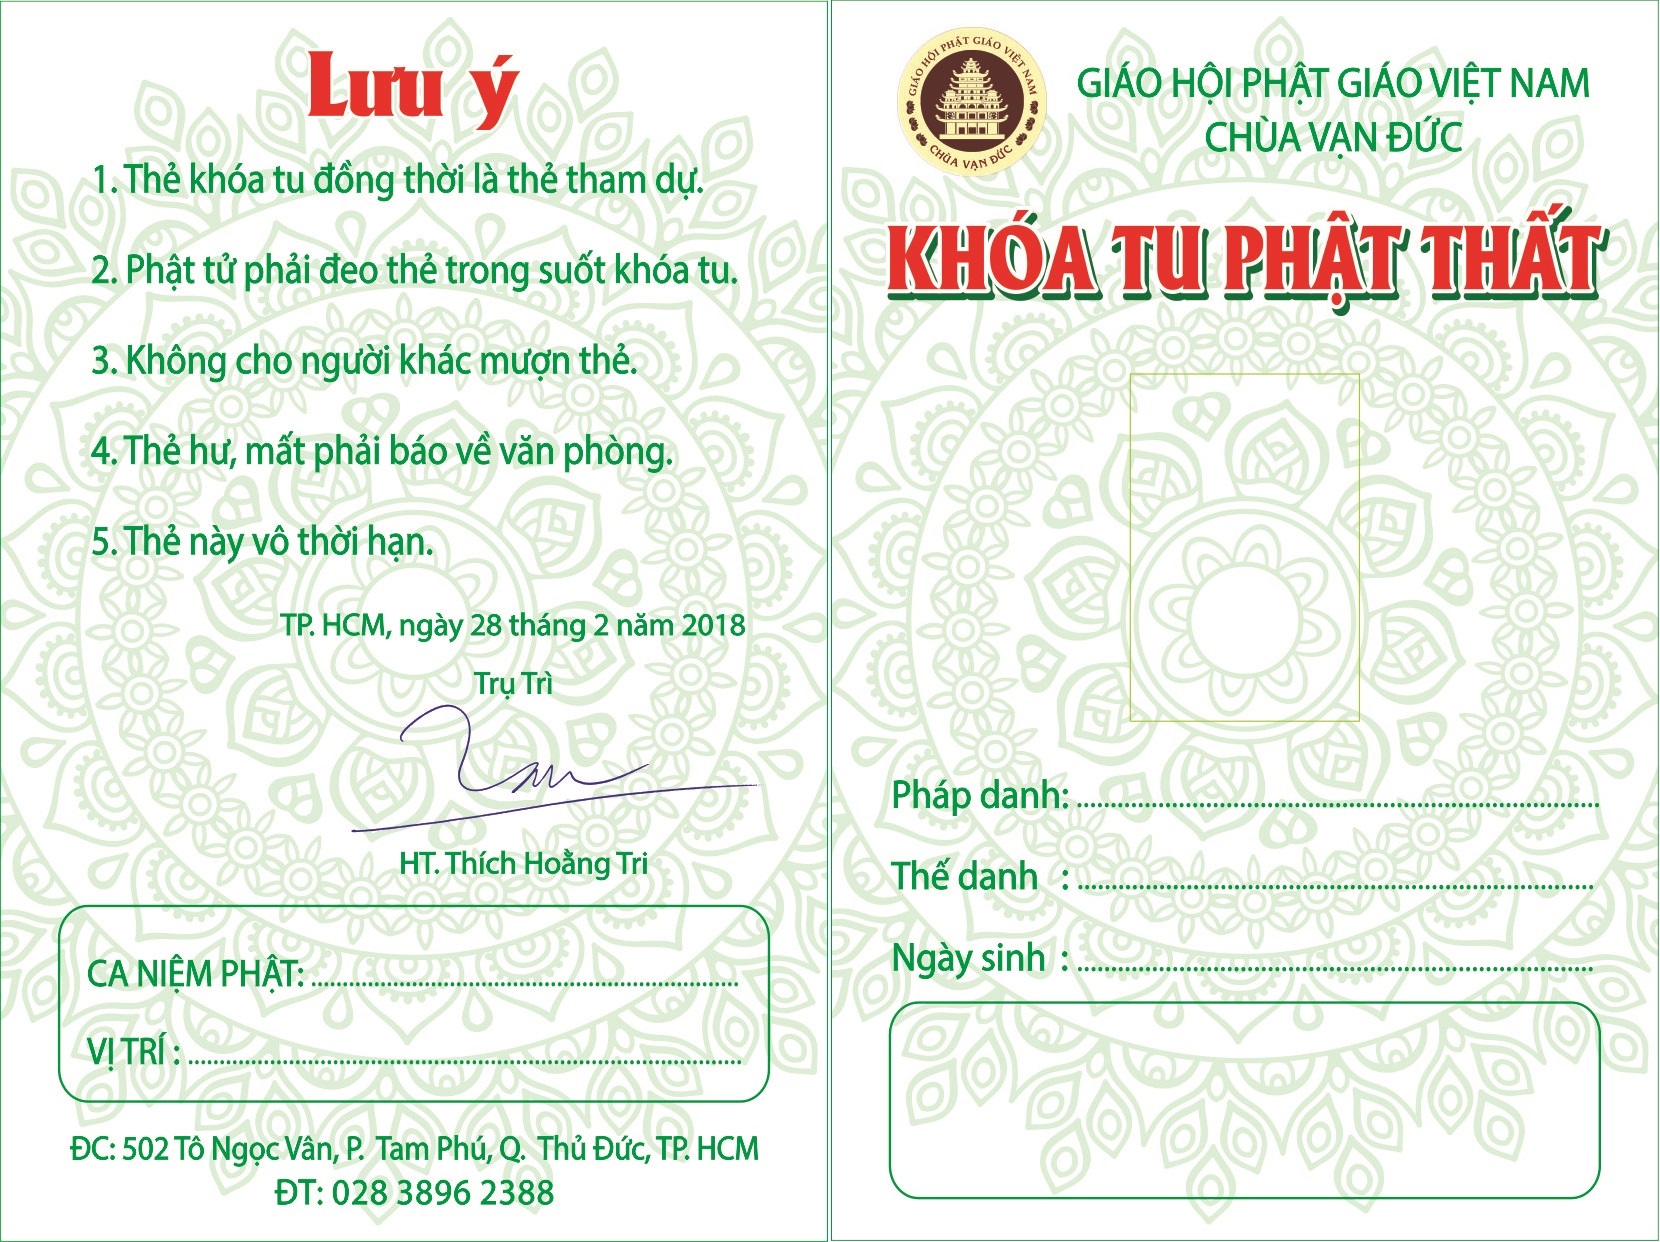 Lưu ý
1. Thẻ khóa tu đồng thời là thẻ tham dự.
2. Phật tử phải đeo thẻ trong suốt khóa tu.
3. Không cho người khác mượn thẻ.
4. Thẻ hư, mất phải báo về văn phòng.
5. Thẻ này vô thời hạn.
TP. HCM, ngày 28 tháng 2 năm 2018
Trụ Trì
HT. Thích Hoằng Tri
CA NIỆM PHẬT: ....................................................................
VỊ TRÍ : ........................................................................................
ĐC: 502 Tô Ngọc Vân, P. Tam Phú, Q. Thủ Đức, TP. HCM
ĐT: 028 3896 2388
GIÁO HỘI PHẬT GIÁO VIỆT NAM
CHÙA VẠN ĐỨC
GIÁO HỘI PHẬT GIÁO VIỆT NAM
CHÙA VẠN ĐỨC
KHÓA TU PHẬT THẤT
Pháp danh: ..............................................................................
Thế danh : .............................................................................
Ngày sinh : .............................................................................